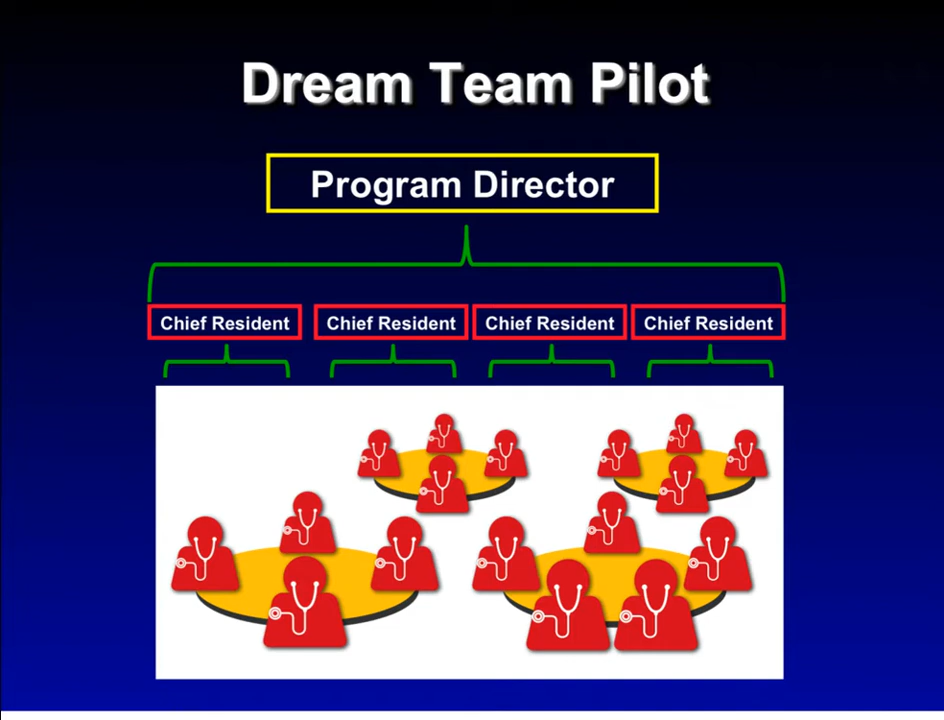 Dream Team Pilot
Program Director
Chief Resident Chief Resident Chief Resident Chief Resident